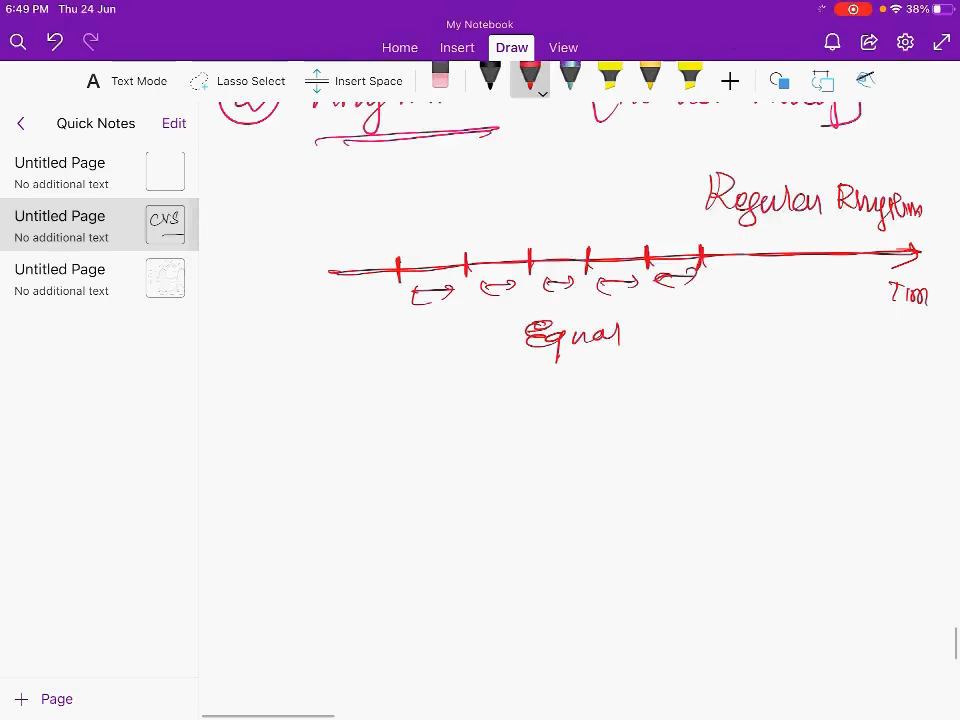 6:49 PM Thu 24 Jun
38%
My Notebook
Home Insert Draw View
Text Mode Lasso Select Insert Space
Quick Notes Edit
Untitled Page
No additional text
Untitled Page
No additional text
CNS
Untitled Page
No additional text
Page
Regular Rhythm
Tim
Equal